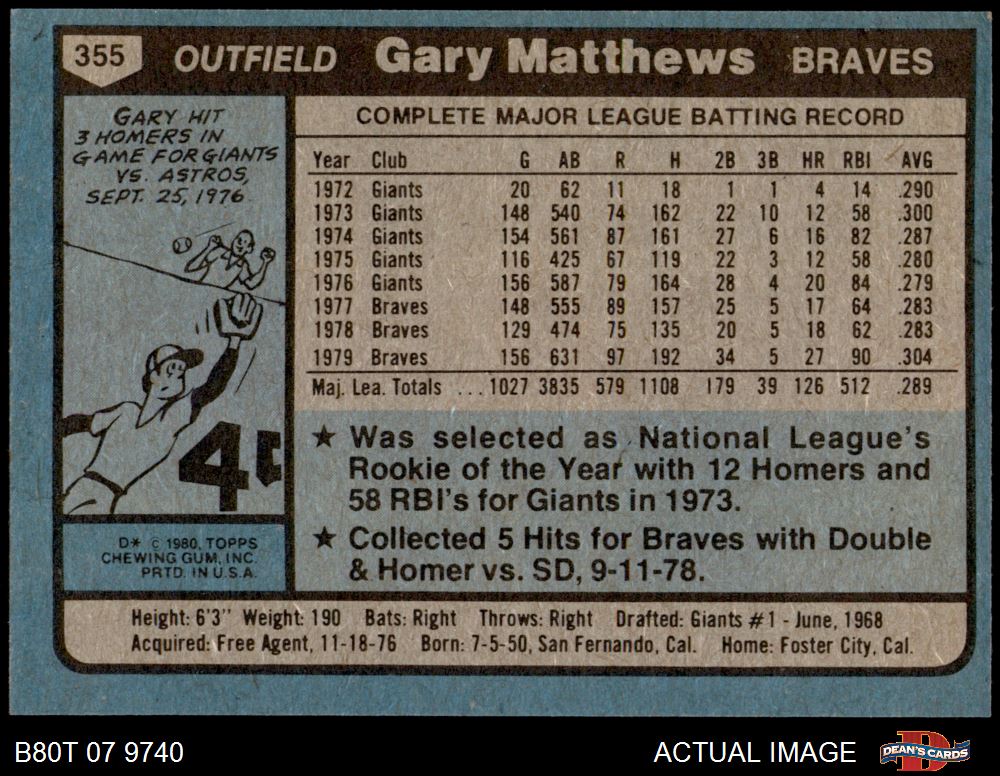 355 OUTFIELD Gary Matthews BRAVES
GARY HIT
3 HOMERS IN
GAME FOR GIANTS
VS. ASTROS,
SEPT. 25, 1976
4
D* © 1980, TOPPS
CHEWING GUM, INC.
PRTD. IN U.S.A.
COMPLETE MAJOR LEAGUE BATTING RECORD
Year Club G AB R H 2B 3B HR RBI AVG
1972 Giants 20 62 11 18 1 1 4 14 .290
1973 Giants 148 540 74 162 22 10 12 58 .300
1974 Giants 154 561 87 161 27 6 16 82 .287
1975 Giants 116 425 67 119 22 3 12 58 .280
1976 Giants 156 587 79 164 28 4 20 84 .279
1977 Braves 148 555 89 157 25 5 17 64 .283
1978 Braves 129 474 75 135 20 5 18 62 .283
1979 Braves 156 631 97 192 34 5 27 90 .304
Maj. Lea. Totals ... 1027 3835 579 1108 179 39 126 512 .289
★ Was selected as National League's
Rookie of the Year with 12 Homers and
58 RBI's for Giants in 1973.
★ Collected 5 Hits for Braves with Double
& Homer vs. SD, 9-11-78.
Height: 6'3" Weight: 190 Bats: Right Throws: Right Drafted: Giants #1 - June, 1968
Acquired: Free Agent, 11-18-76 Born: 7-5-50, San Fernando, Cal. Home: Foster City, Cal.
B80T 07 9740 ACTUAL IMAGE D DEAN'S CARDS